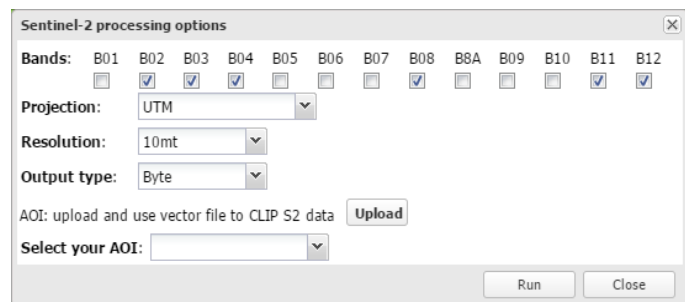 Sentinel-2 processing options
Bands: B01 B02 B03 B04 B05 B06 B07 B08 B8A B09 B10 B11 B12
Projection: UTM
Resolution: 10mt
Output type: Byte
AOI: upload and use vector file to CLIP S2 data Upload
Select your AOI:
Run Close